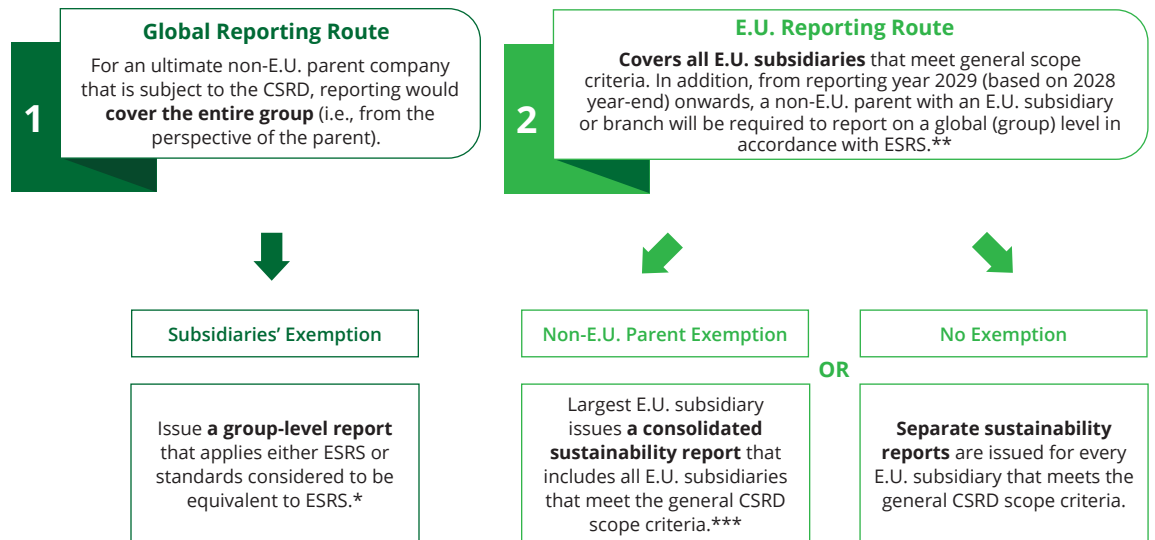 1
Global Reporting Route
For an ultimate non-E.U. parent company
that is subject to the CSRD, reporting would
cover the entire group (i.e., from the
perspective of the parent).
2
E.U. Reporting Route
Covers all E.U. subsidiaries that meet general scope
criteria. In addition, from reporting year 2029 (based on 2028
year-end) onwards, a non-E.U. parent with an E.U. subsidiary
or branch will be required to report on a global (group) level in
accordance with ESRS.**
Subsidiaries’ Exemption
Issue a group-level report
that applies either ESRS or
standards considered to be
equivalent to ESRS.*
Non-E.U. Parent Exemption
Largest E.U. subsidiary
issues a consolidated
sustainability report that
includes all E.U. subsidiaries
that meet the general CSRD
scope criteria.***
OR
No Exemption
Separate sustainability
reports are issued for every
E.U. subsidiary that meets the
general CSRD scope criteria.